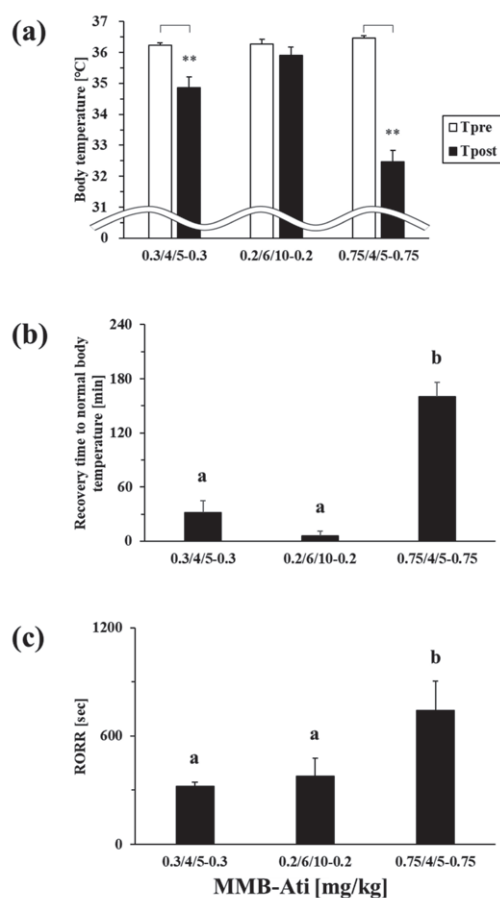 (a)
Body temperature [°C]
37
36
35
34
33
32
31
0
**
**
Tpre
Tpost
0.3/4/5-0.3 0.2/6/10-0.2 0.75/4/5-0.75
(b)
Recovery time to normal body
temperature [min]
240
180
120
60
0
a
a
b
0.3/4/5-0.3 0.2/6/10-0.2 0.75/4/5-0.75
(c)
RORR [sec]
1200
600
0
a
a
b
0.3/4/5-0.3 0.2/6/10-0.2 0.75/4/5-0.75
MMB-Ati [mg/kg]